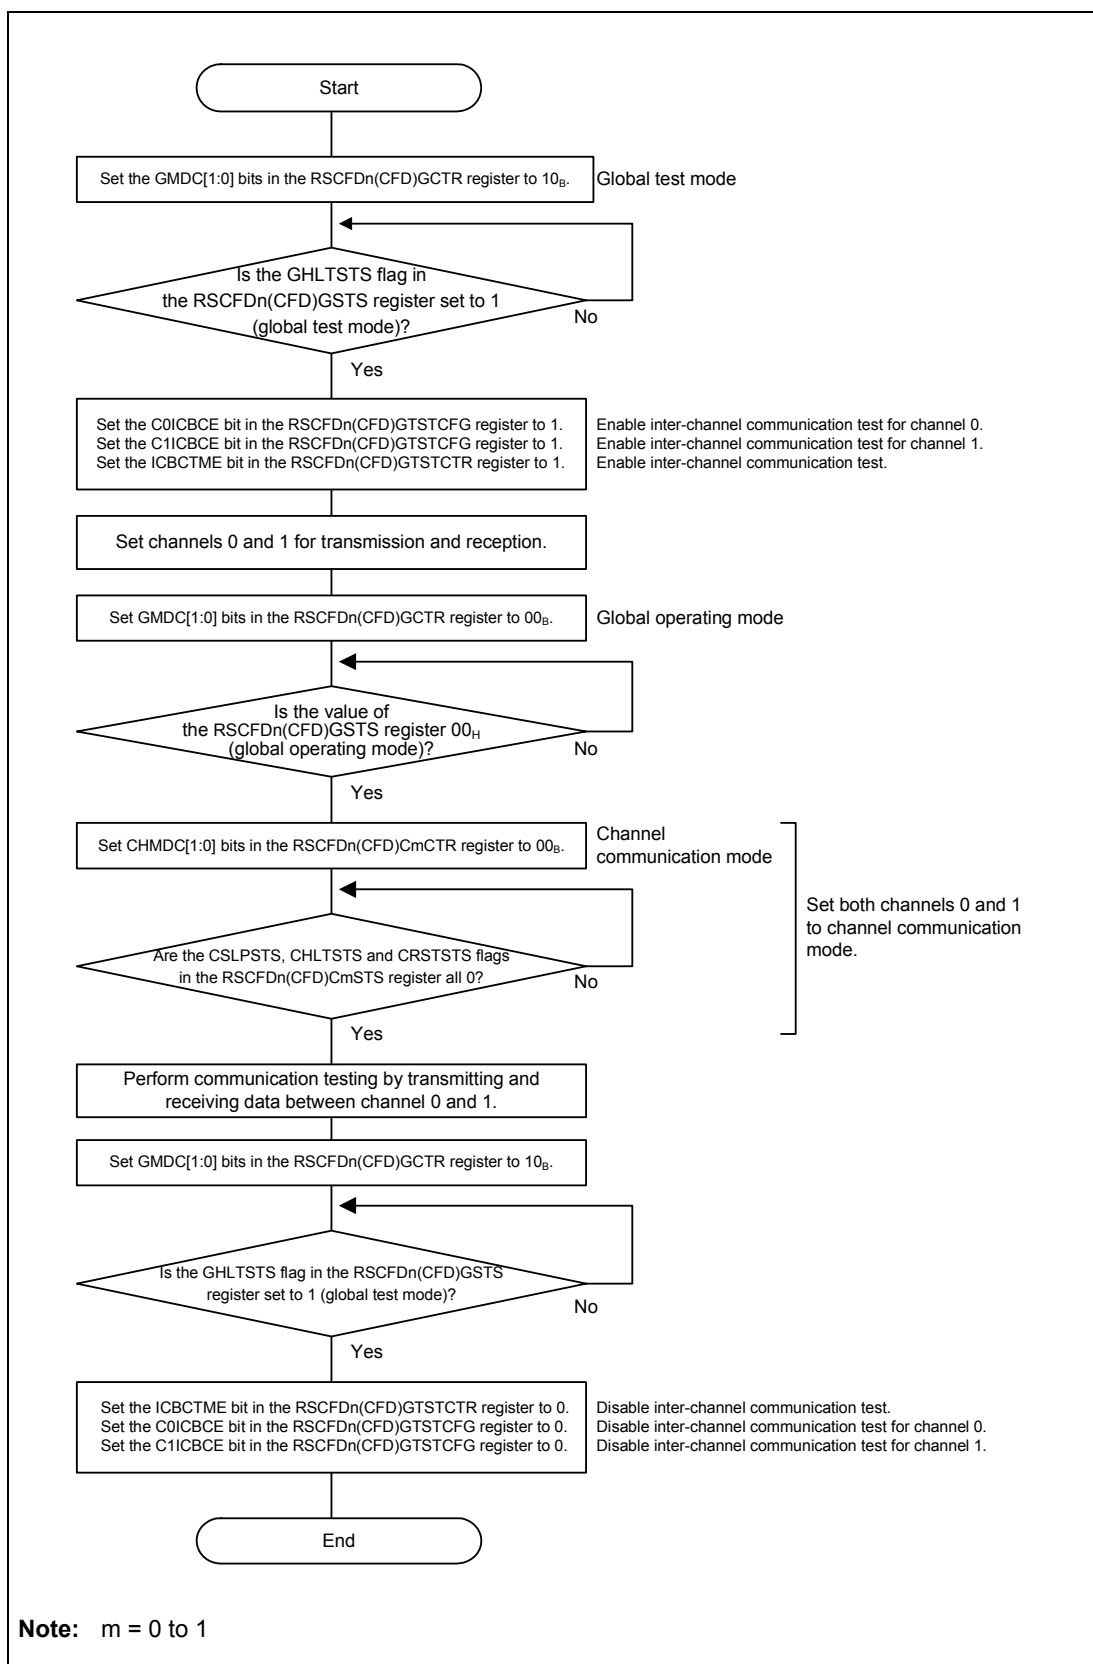 Start
Set the GMDC[1:0] bits in the RSCFDn(CFD)GCTR register to 10B.
Global test mode
Is the GHLTSTS flag in
the RSCFDn(CFD)GSTS register set to 1
(global test mode)?
No
Yes
Set the C0ICBCE bit in the RSCFDn(CFD)GTSTCFG register to 1.
Enable inter-channel communication test for channel 0.
Set the C1ICBCE bit in the RSCFDn(CFD)GTSTCFG register to 1.
Enable inter-channel communication test for channel 1.
Set the ICBCTME bit in the RSCFDn(CFD)GTSTCTR register to 1.
Enable inter-channel communication test.
Set channels 0 and 1 for transmission and reception.
Set GMDC[1:0] bits in the RSCFDn(CFD)GCTR register to 00B.
Global operating mode
Is the value of
the RSCFDn(CFD)GSTS register 00H
(global operating mode)?
No
Yes
Set CHMDC[1:0] bits in the RSCFDn(CFD)CmCTR register to 00B.
Channel
communication mode
Are the CSLPSTS, CHLTSTS and CRSTSTS flags
in the RSCFDn(CFD)CmSTS register all 0?
No
Yes
Set both channels 0 and 1
to channel communication
mode.
Perform communication testing by transmitting and
receiving data between channel 0 and 1.
Set GMDC[1:0] bits in the RSCFDn(CFD)GCTR register to 10B.
Is the GHLTSTS flag in the RSCFDn(CFD)GSTS
register set to 1 (global test mode)?
No
Yes
Set the ICBCTME bit in the RSCFDn(CFD)GTSTCTR register to 0.
Disable inter-channel communication test.
Set the C0ICBCE bit in the RSCFDn(CFD)GTSTCFG register to 0.
Disable inter-channel communication test for channel 0.
Set the C1ICBCE bit in the RSCFDn(CFD)GTSTCFG register to 0.
Disable inter-channel communication test for channel 1.
End
Note: m = 0 to 1